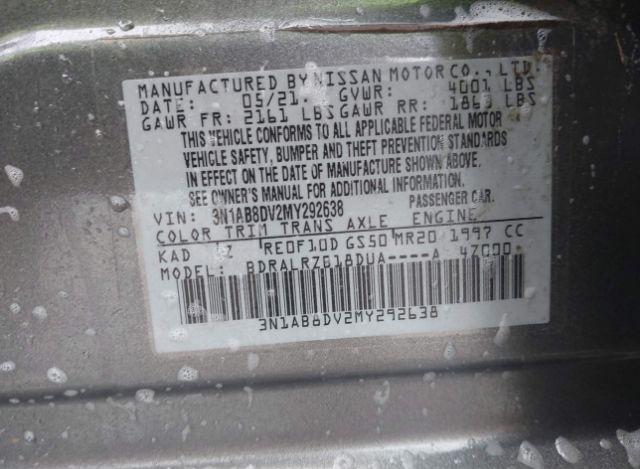 MANUFACTURED BY NISSAN MOTOR CO., LTD.
DATE: 05/21. GVWR: 4001 LBS
GAWR FR: 2161 LBS GAWR RR: 1863 LBS
THIS VEHICLE CONFORMS TO ALL APPLICABLE FEDERAL MOTOR
VEHICLE SAFETY, BUMPER AND THEFT PREVENTION STANDARDS
IN EFFECT ON THE DATE OF MANUFACTURE SHOWN ABOVE.
SEE OWNER'S MANUAL FOR ADDITIONAL INFORMATION.
VIN: 3N1AB8DV2MY292638 PASSENGER CAR.
COLOR TRIM TRANS AXLE ENGINE
KAD Z RE0F10D GS50 MR20 1997 CC
MODEL: BDRALRZB18DUA----A 47000
3N1AB8DV2MY292638